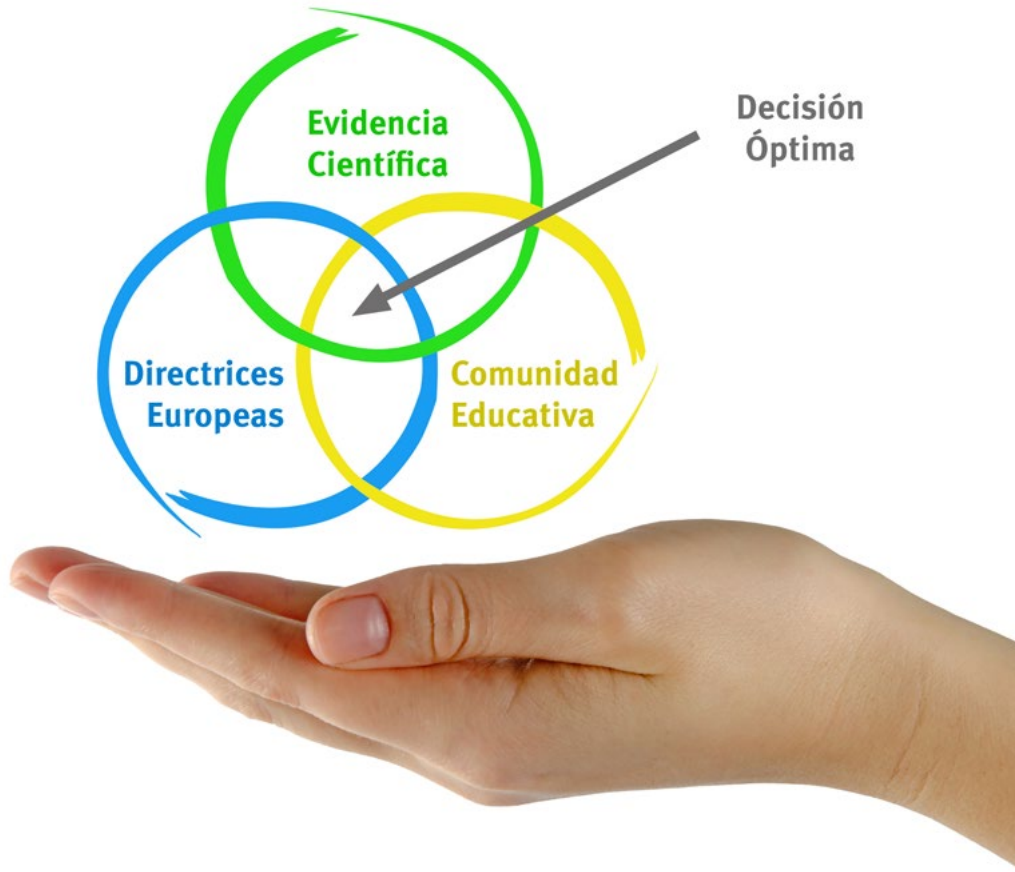 Evidencia
Científica
Decisión
Óptima
Directrices
Europeas
Comunidad
Educativa